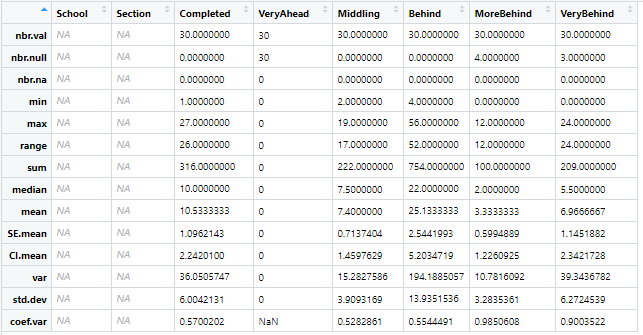 School Section Completed VeryAhead Middling Behind MoreBehind VeryBehind
nbr.val NA NA 30.0000000 30 30.0000000 30.0000000 30.0000000 30.0000000
nbr.null NA NA 0.0000000 30 0.0000000 0.0000000 4.0000000 3.0000000
nbr.na NA NA 0.0000000 0 0.0000000 0.0000000 0.0000000 0.0000000
min NA NA 1.0000000 0 2.0000000 4.0000000 0.0000000 0.0000000
max NA NA 27.0000000 0 19.0000000 56.0000000 12.0000000 24.0000000
range NA NA 26.0000000 0 17.0000000 52.0000000 12.0000000 24.0000000
sum NA NA 316.0000000 0 222.0000000 754.0000000 100.0000000 209.0000000
median NA NA 10.0000000 0 7.5000000 22.0000000 2.0000000 5.5000000
mean NA NA 10.5333333 0 7.4000000 25.1333333 3.3333333 6.9666667
SE.mean NA NA 1.0962143 0 0.7137404 2.5441993 0.5994889 1.1451882
CI.mean NA NA 2.2420100 0 1.4597629 5.2034719 1.2260925 2.3421728
var NA NA 36.0505747 0 15.2827586 194.1885057 10.7816092 39.3436782
std.dev NA NA 6.0042131 0 3.9093169 13.9351536 3.2835361 6.2724539
coef.var NA NA 0.5700202 NaN 0.5282861 0.5544491 0.9850608 0.9003522